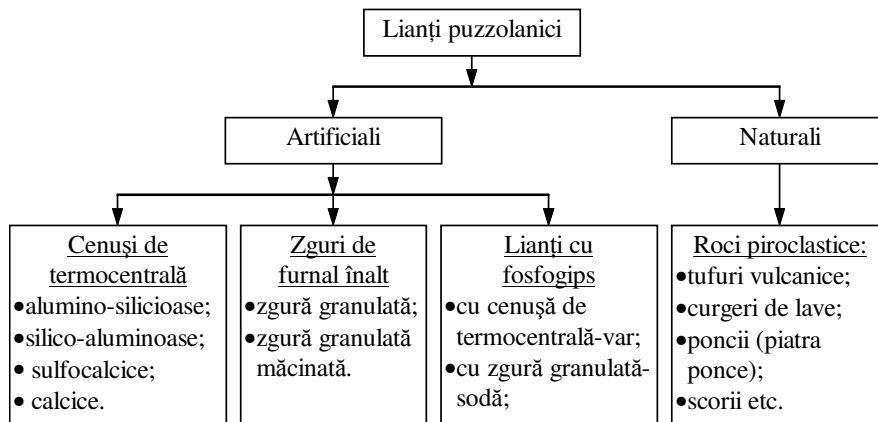 Lianți puzzolanici
Artificiali
Naturali
Cenuşi de
termocentrală
•alumino-silicioase;
•silico-aluminoase;
• sulfocalcice;
• calcice.
Zguri de
furnal înalt
•zgură granulată;
•zgură granulată
măcinată.
Lianți cu
fosfogips
•cu cenuşă de
termocentrală-var;
•cu zgură granulată-
sodă;
Roci piroclastice:
•tufuri vulcanice;
•curgeri de lave;
•poncii (piatra
ponce);
•scorii etc.